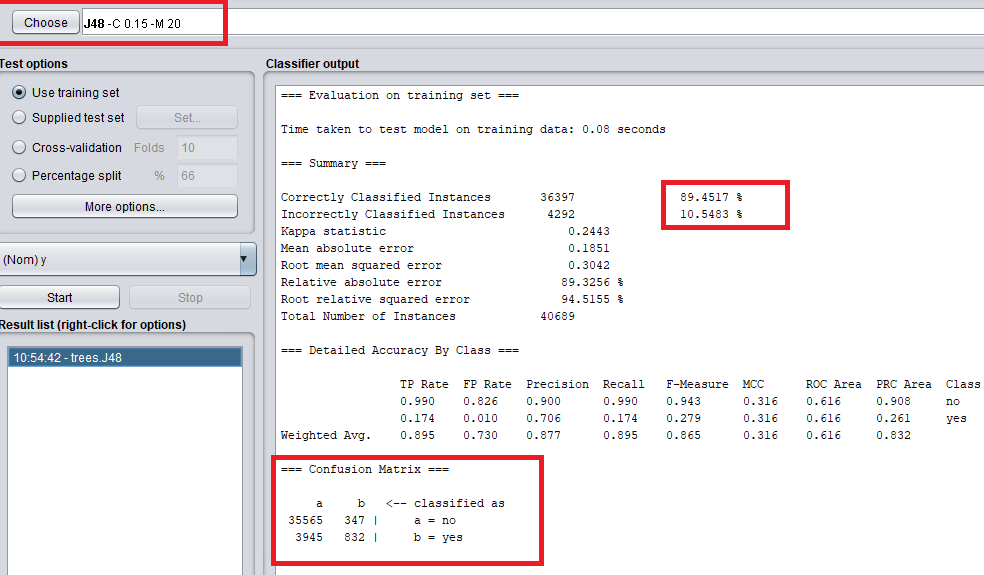 Choose J48 -C 0.15 -M 20
Test options
Use training set
Supplied test set Set...
Cross-validation Folds 10
Percentage split % 66
More options...
(Nom) y
Start Stop
Result list (right-click for options)
10:54:42 - trees.J48
Classifier output
=== Evaluation on training set ===
Time taken to test model on training data: 0.08 seconds
=== Summary ===
Correctly Classified Instances 36397 89.4517 %
Incorrectly Classified Instances 4292 10.5483 %
Kappa statistic 0.2443
Mean absolute error 0.1851
Root mean squared error 0.3042
Relative absolute error 89.3256 %
Root relative squared error 94.5155 %
Total Number of Instances 40689
=== Detailed Accuracy By Class ===
TP Rate FP Rate Precision Recall F-Measure MCC ROC Area PRC Area Class
0.990 0.826 0.900 0.990 0.943 0.316 0.616 0.908 no
0.174 0.010 0.706 0.174 0.279 0.316 0.616 0.261 yes
Weighted Avg. 0.895 0.730 0.877 0.895 0.865 0.316 0.616 0.832
=== Confusion Matrix ===
a b <-- classified as
35565 347 | a = no
3945 832 | b = yes